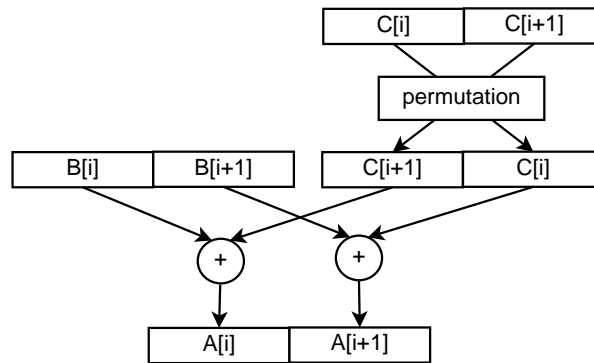 C[i] C[i+1]
permutation
B[i] B[i+1] C[i+1] C[i]
+ +
A[i] A[i+1]